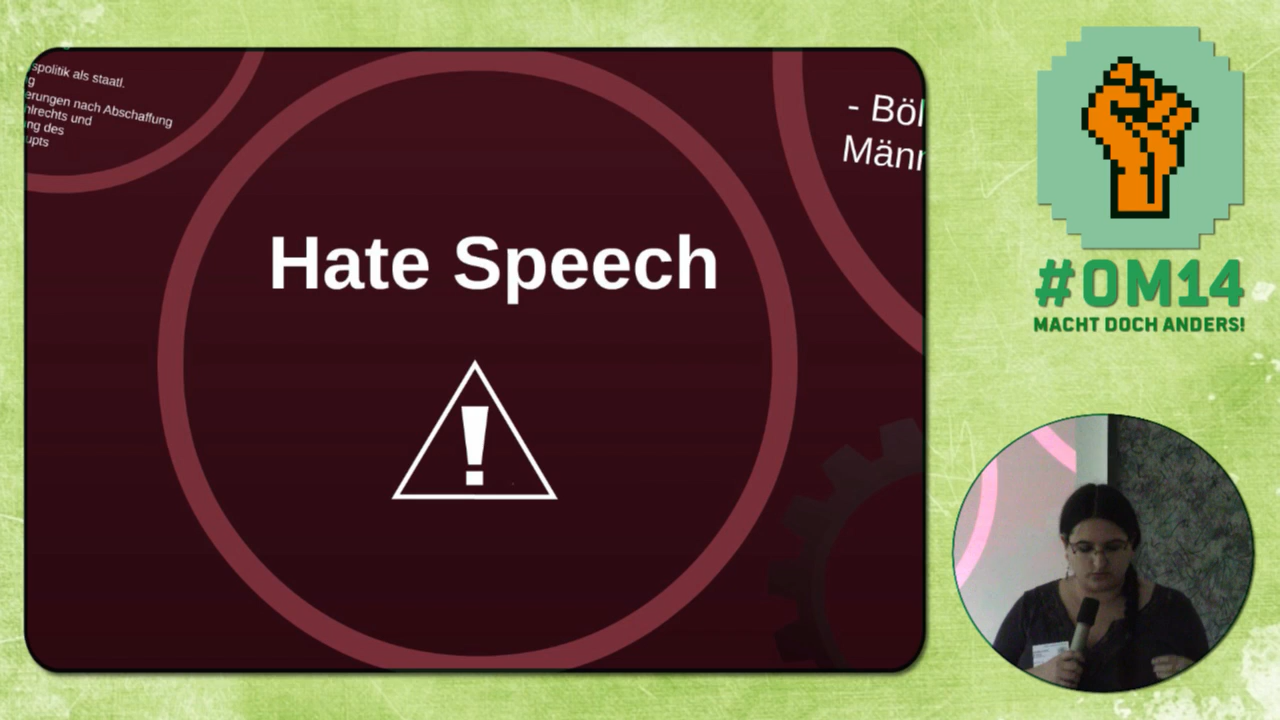 spolitik als staatl.
g
erungen nach Abschaffung
hlrechts und
ng des
upts
- Böl
Männ
Hate Speech
!
#OM14
MACHT DOCH ANDERS!